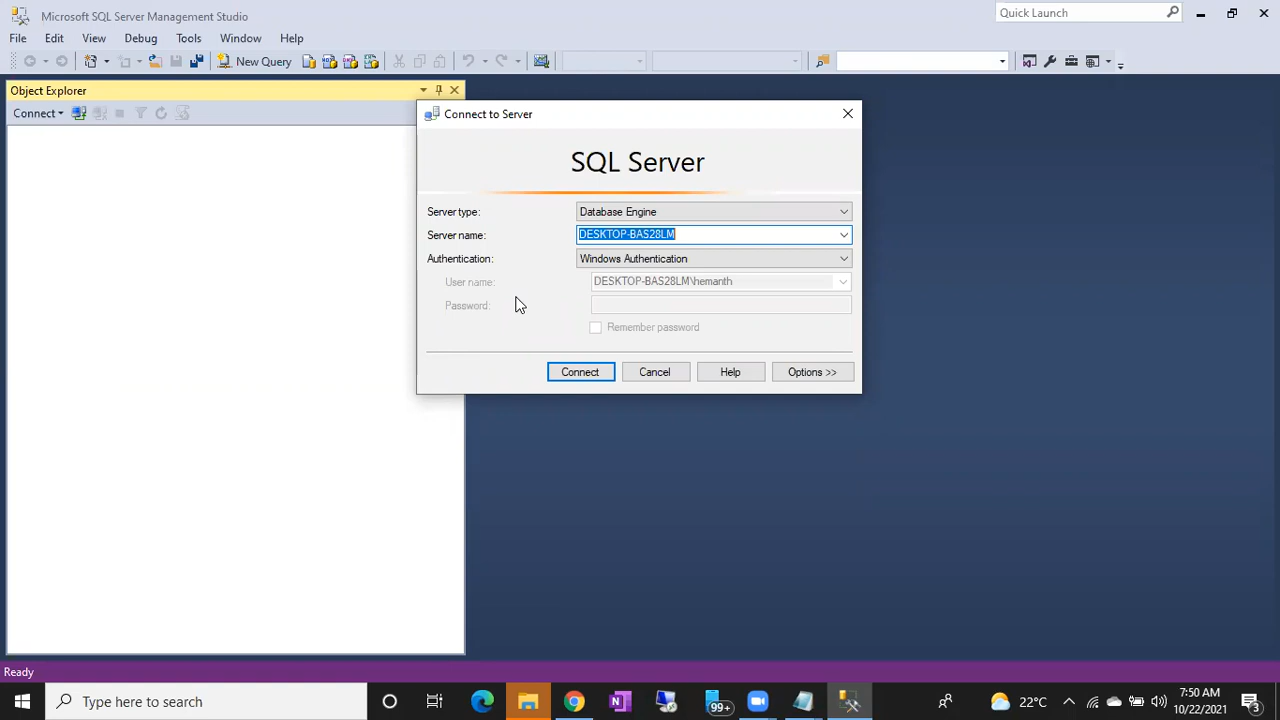 Microsoft SQL Server Management Studio
Quick Launch
File Edit View Debug Tools Window Help
New Query
Object Explorer
Connect
Connect to Server
SQL Server
Server type: Database Engine
Server name: DESKTOP-BAS28LM
Authentication: Windows Authentication
User name: DESKTOP-BAS28LM\hemanth
Password:
Remember password
Connect Cancel Help Options >>
Ready
Type here to search
99+
22°C
7:50 AM
10/22/2021
3